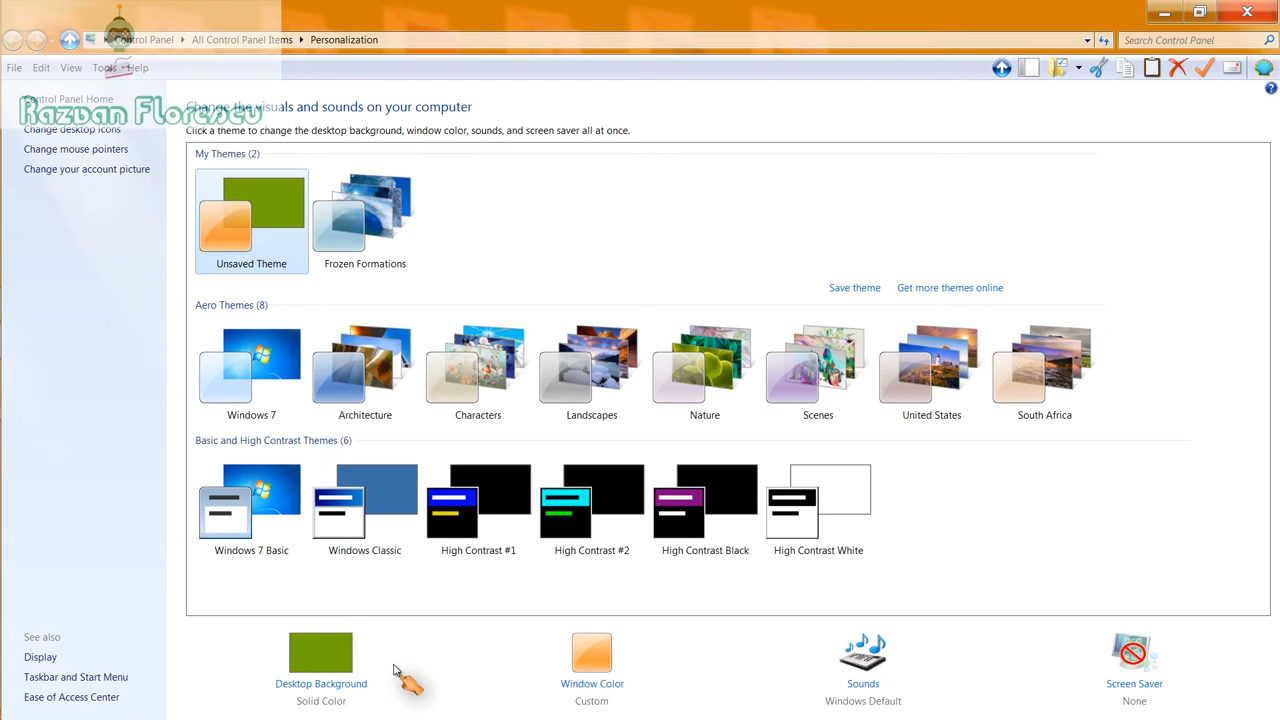 Control Panel All Control Panel Items Personalization
Search Control Panel
File Edit View Tools Help
Control Panel Home
Razvan Florescu
Change desktop icons
Change mouse pointers
Change your account picture
Change the visuals and sounds on your computer
Click a theme to change the desktop background, window color, sounds, and screen saver all at once.
My Themes (2)
Unsaved Theme Frozen Formations
Save theme Get more themes online
Aero Themes (8)
Windows 7 Architecture Characters Landscapes Nature Scenes United States South Africa
Basic and High Contrast Themes (6)
Windows 7 Basic Windows Classic High Contrast #1 High Contrast #2 High Contrast Black High Contrast White
See also
Display
Taskbar and Start Menu
Ease of Access Center
Desktop Background Window Color Sounds Screen Saver
Solid Color Custom Windows Default None